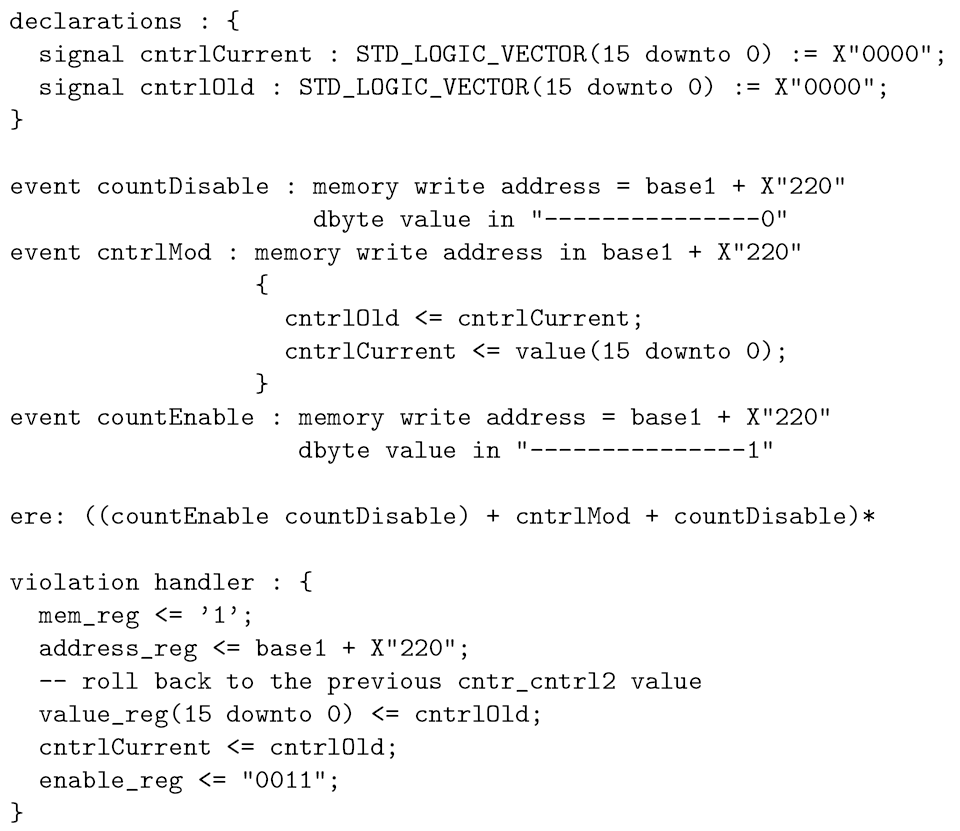 declarations : {
  signal cntrlCurrent : STD_LOGIC_VECTOR(15 downto 0) := X"0000";
  signal cntrlOld : STD_LOGIC_VECTOR(15 downto 0) := X"0000";
}

event countDisable : memory write address = base1 + X"220"
                     dbyte value in "---------------0"
event cntrlMod : memory write address in base1 + X"220"
                 {
                   cntrlOld <= cntrlCurrent;
                   cntrlCurrent <= value(15 downto 0);
                 }
event countEnable : memory write address = base1 + X"220"
                    dbyte value in "---------------1"

ere: ((countEnable countDisable) + cntrlMod + countDisable)*

violation handler : {
  mem_reg <= ’1’;
  address_reg <= base1 + X"220";
  -- roll back to the previous cntr_cntrl2 value
  value_reg(15 downto 0) <= cntrlOld;
  cntrlCurrent <= cntrlOld;
  enable_reg <= "0011";
}